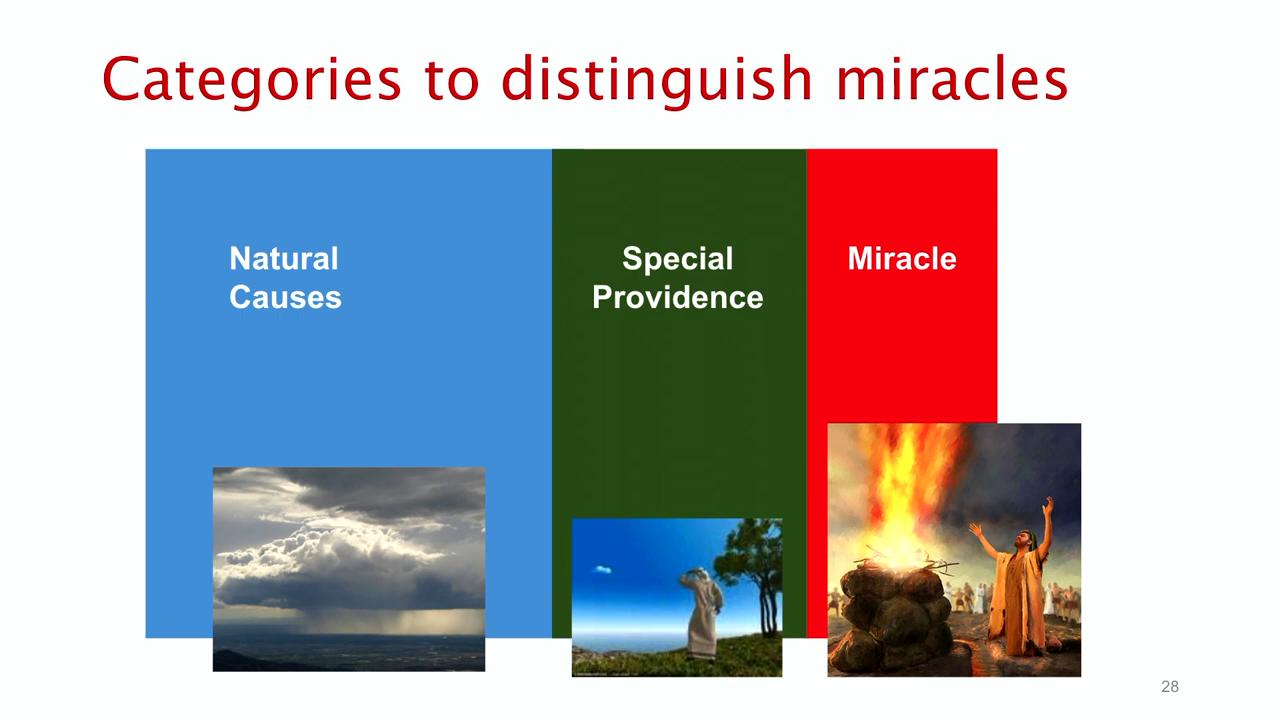 Categories to distinguish miracles
Natural
Causes
Special
Providence
Miracle
28